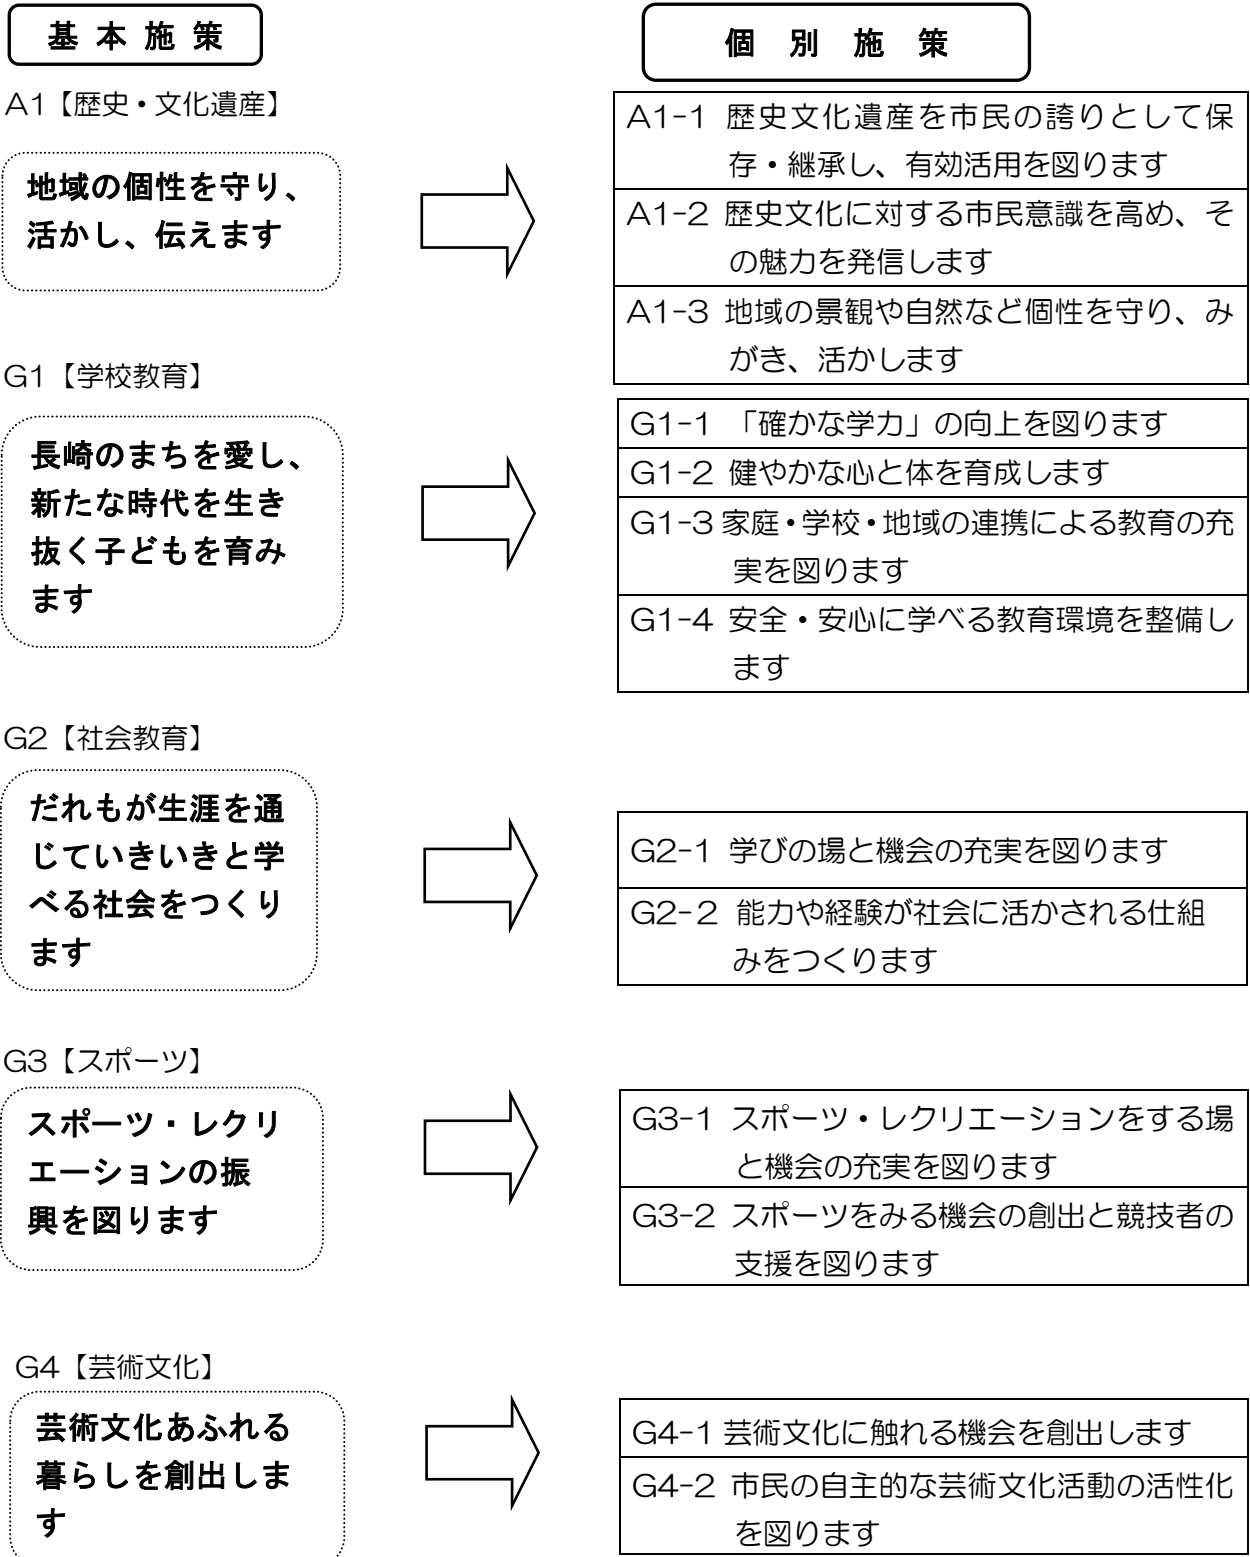 基本施策
個別施策
A1【歴史・文化遺産】
地域の個性を守り、
活かし、伝えます
A1-1 歴史文化遺産を市民の誇りとして保
存・継承し、有効活用を図ります
A1-2 歴史文化に対する市民意識を高め、そ
の魅力を発信します
A1-3 地域の景観や自然など個性を守り、み
がき、活かします
G1【学校教育】
長崎のまちを愛し、
新たな時代を生き
抜く子どもを育み
ます
G1-1 「確かな学力」の向上を図ります
G1-2 健やかな心と体を育成します
G1-3 家庭・学校・地域の連携による教育の充
実を図ります
G1-4 安全・安心に学べる教育環境を整備し
ます
G2【社会教育】
だれもが生涯を通
じていきいきと学
べる社会をつくり
ます
G2-1 学びの場と機会の充実を図ります
G2-2 能力や経験が社会に活かされる仕組
みをつくります
G3【スポーツ】
スポーツ・レクリ
エーションの振
興を図ります
G3-1 スポーツ・レクリエーションをする場
と機会の充実を図ります
G3-2 スポーツをみる機会の創出と競技者の
支援を図ります
G4【芸術文化】
芸術文化あふれる
暮らしを創出しま
す
G4-1 芸術文化に触れる機会を創出します
G4-2 市民の自主的な芸術文化活動の活性化
を図ります